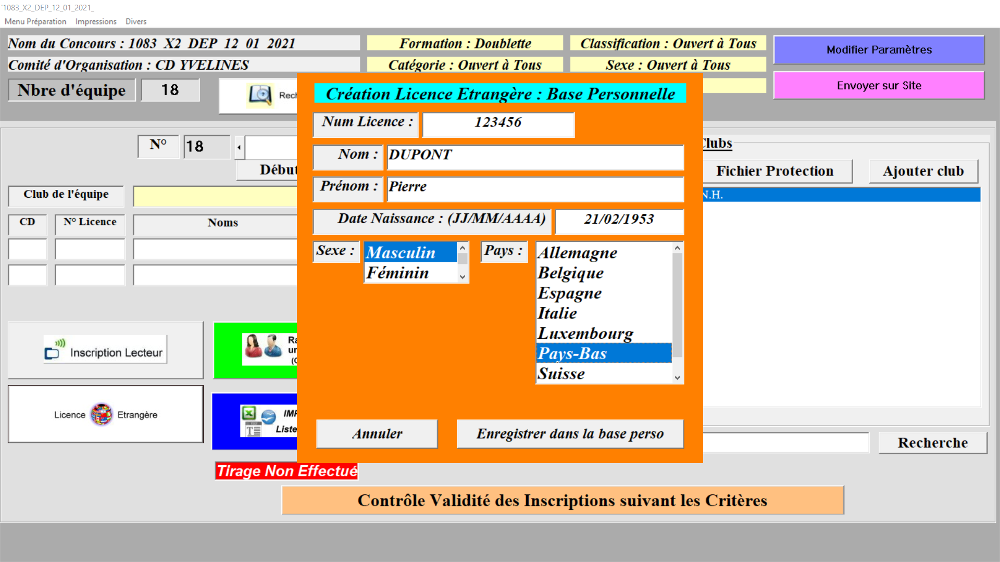 '1083_X2_DEP_12_01_2021_
Menu Préparation Impressions Divers
Nom du Concours : 1083 X2 DEP 12 01 2021
Formation : Doublette
Classification : Ouvert à Tous
Modifier Paramètres
Comité d'Organisation : CD YVELINES
Catégorie : Ouvert à Tous
Sexe : Ouvert à Tous
Envoyer sur Site
Nbre d'équipe
18
Création Licence Etrangère : Base Personnelle
Num Licence :
123456
Nom :
DUPONT
Prénom :
Pierre
Date Naissance : (JJ/MM/AAAA)
21/02/1953
Sexe :
Masculin
Féminin
Pays :
Allemagne
Belgique
Espagne
Italie
Luxembourg
Pays-Bas
Suisse
Annuler
Enregistrer dans la base perso
N°
18
Début
Club de l'équipe
CD
N° Licence
Noms
Clubs
Fichier Protection
Ajouter club
N.H.
Inscription Lecteur
Licence Etrangère
Liste
Recherche
Tirage Non Effectué
Contrôle Validité des Inscriptions suivant les Critères